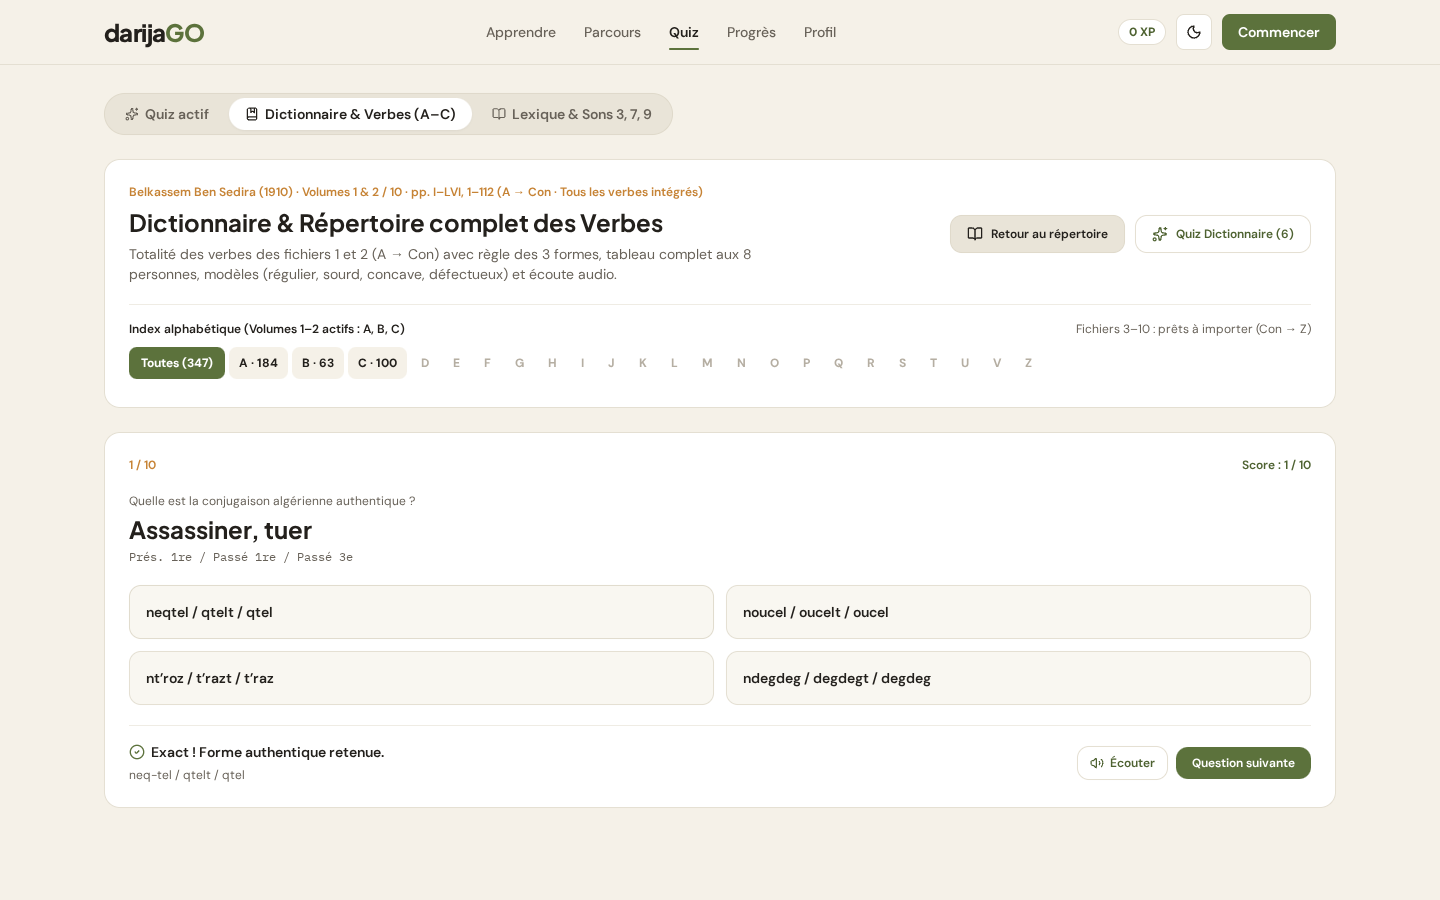 darijaGO
Apprendre
Parcours
Quiz
Progrès
Profil
0 XP
Commencer
Quiz actif
Dictionnaire & Verbes (A–C)
Lexique & Sons 3, 7, 9
Belkassem Ben Sedira (1910) · Volumes 1 & 2 / 10 · pp. I–LVI, 1–112 (A → Con · Tous les verbes intégrés)
Dictionnaire & Répertoire complet des Verbes
Totalité des verbes des fichiers 1 et 2 (A → Con) avec règle des 3 formes, tableau complet aux 8
personnes, modèles (régulier, sourd, concave, défectueux) et écoute audio.
Retour au répertoire
Quiz Dictionnaire (6)
Index alphabétique (Volumes 1–2 actifs : A, B, C)
Fichiers 3–10 : prêts à importer (Con → Z)
Toutes (347) A · 184 B · 63 C · 100 D E F G H I J K L M N O P Q R S T U V Z
1 / 10
Score : 1 / 10
Quelle est la conjugaison algérienne authentique ?
Assassiner, tuer
Prés. 1re / Passé 1re / Passé 3e
neqtel / qtelt / qtel
noucel / oucelt / oucel
nt’roz / t’razt / t’raz
ndegdeg / degdegt / degdeg
Exact ! Forme authentique retenue.
neq-tel / qtelt / qtel
Écouter
Question suivante